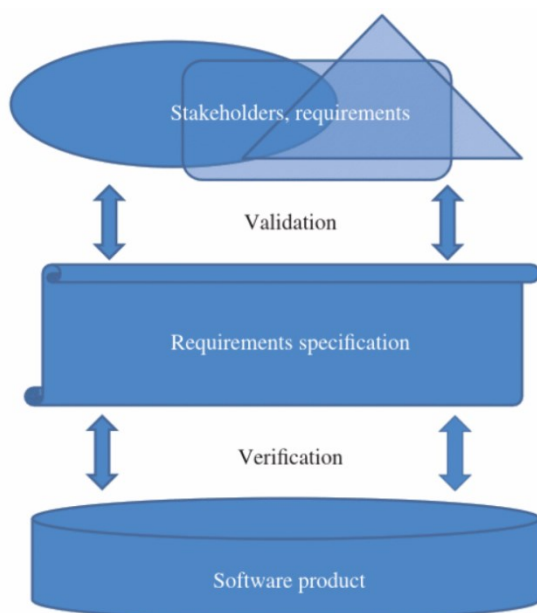 Stakeholders, requirements
Validation
Requirements specification
Verification
Software product